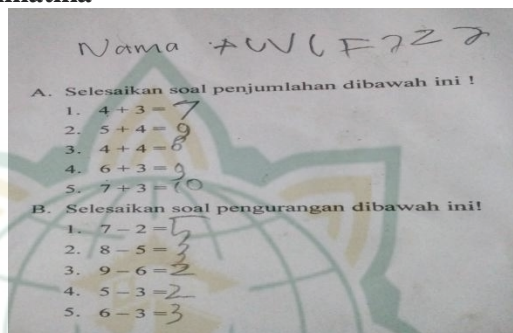 Nama
A. Selesaikan soal penjumlahan dibawah ini !
1. 4 + 3 = 7
2. 5 + 4 = 9
3. 4 + 4 = 8
4. 6 + 3 = 9
5. 7 + 3 = 10
B. Selesaikan soal pengurangan dibawah ini!
1. 7 – 2 = 5
2. 8 – 5 = 3
3. 9 – 6 = 2
4. 5 – 3 = 2
5. 6 – 3 = 3